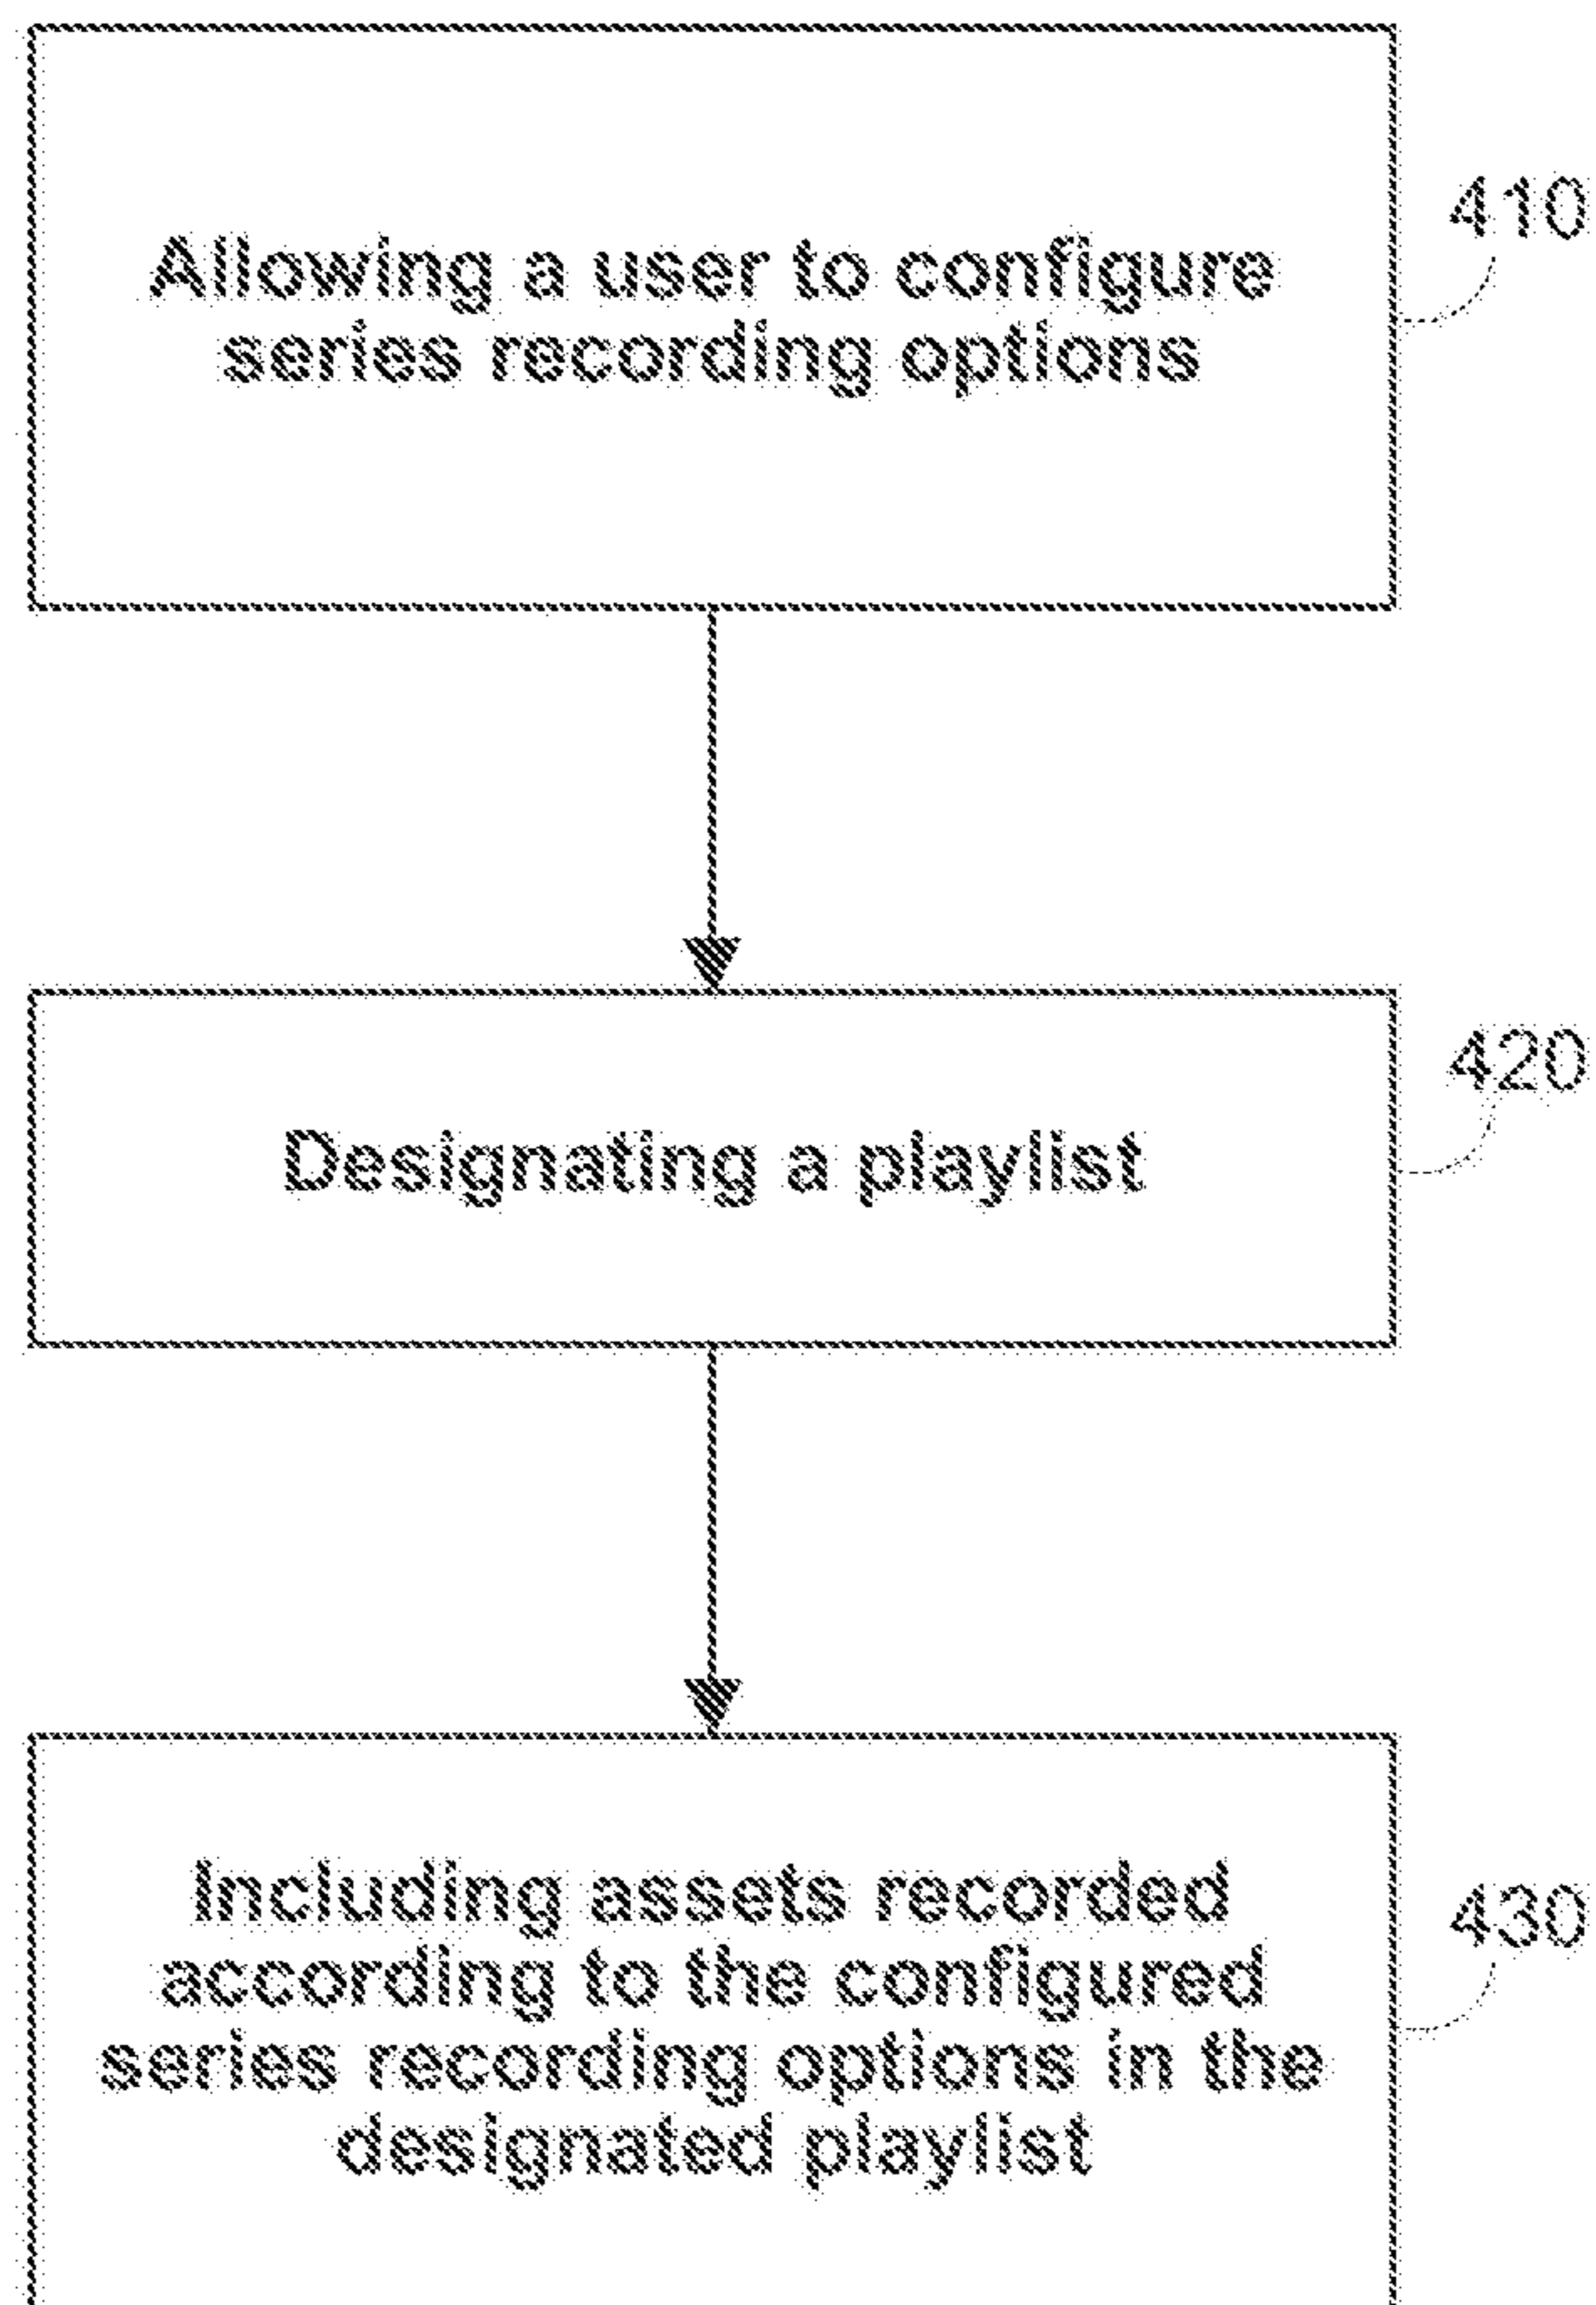 Allowing a user to configure
series recording options
410
Designating a playlist
420
Including assets recorded
according to the configured
series recording options in the
designated playlist
430